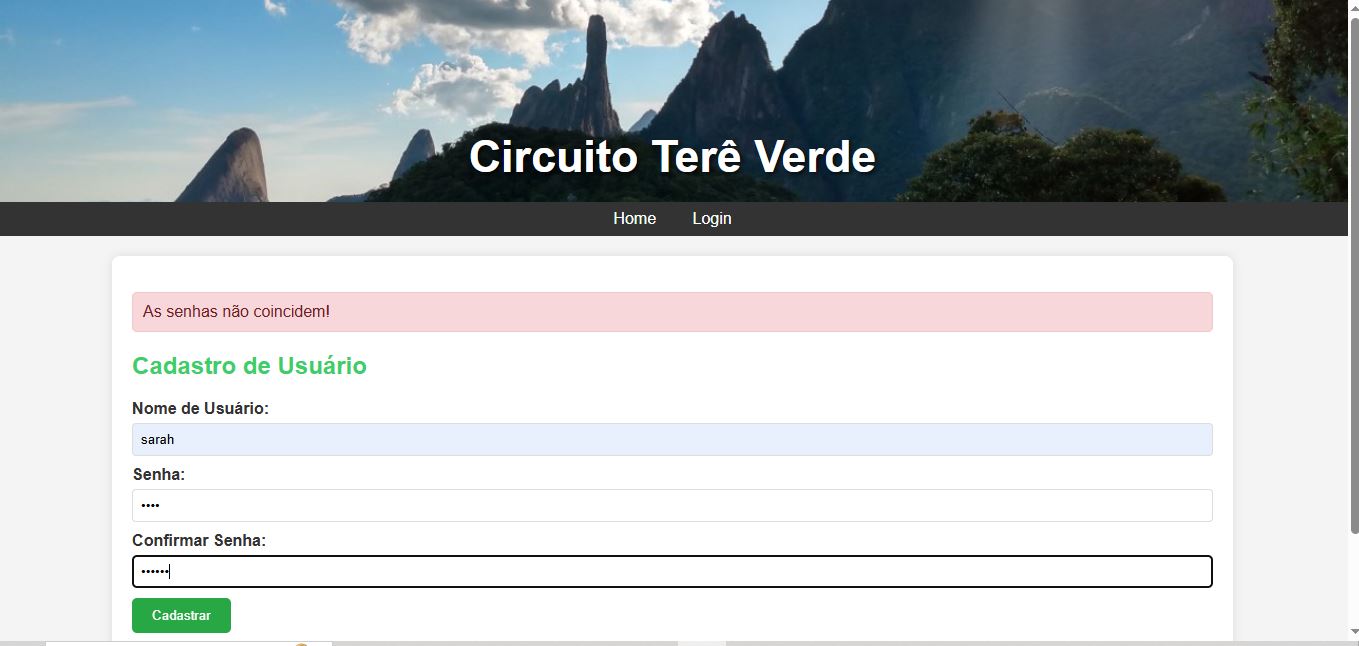 Circuito Terê Verde
Home Login
As senhas não coincidem!
Cadastro de Usuário
Nome de Usuário:
sarah
Senha:
••••
Confirmar Senha:
••••••
Cadastrar